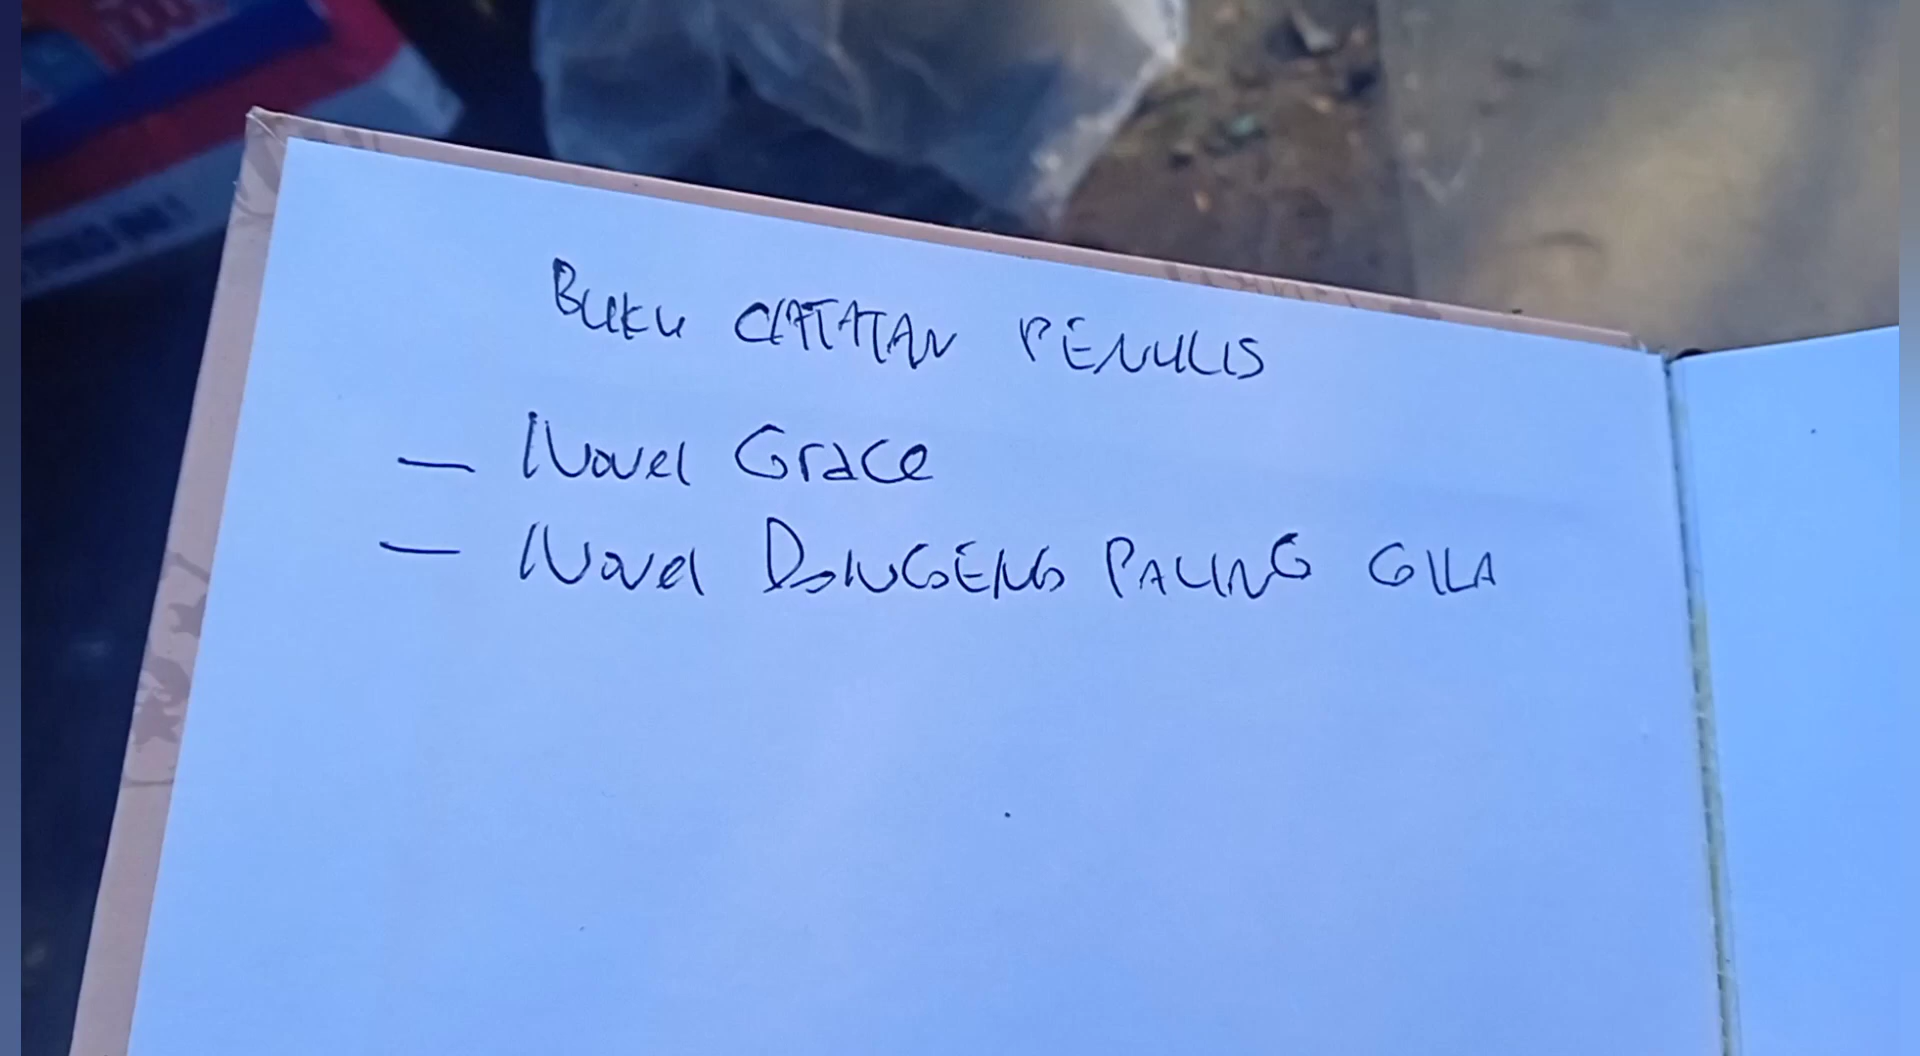 Buku CATATAN PENULIS
– Novel Grace
– Novel DONGENG PALING GILA